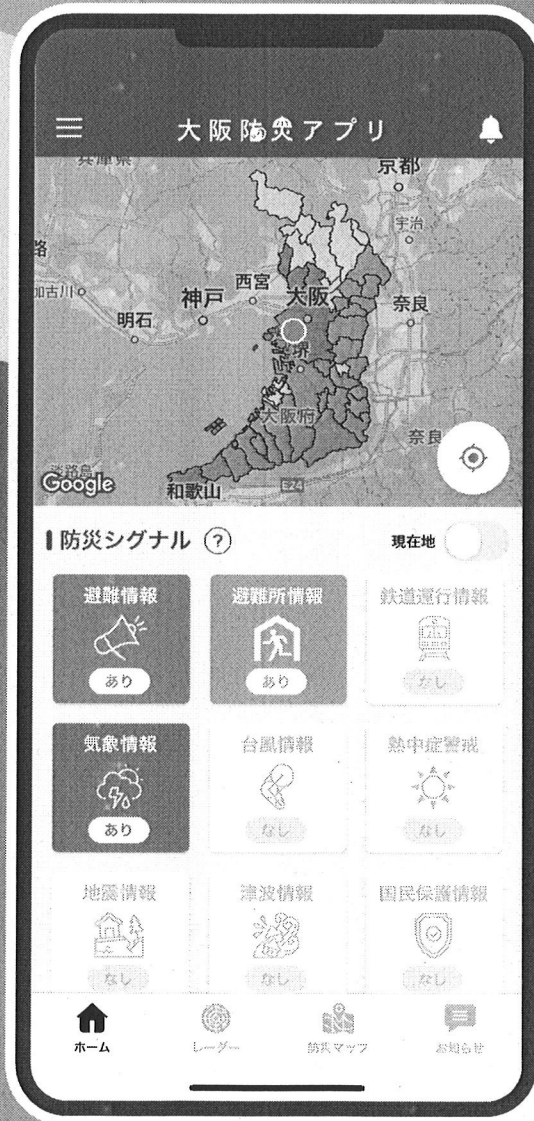 大阪防災アプリ
兵庫県
京都
宇治
路
加古川
神戸
西宮
大阪
奈良
明石
堺
大阪府
奈良
淡路島
Google
和歌山
E24
防災シグナル ?
現在地
避難情報
あり
避難所情報
あり
鉄道運行情報
なし
気象情報
あり
台風情報
なし
熱中症警戒
なし
地震情報
なし
津波情報
なし
国民保護情報
なし
ホーム
レーダー
防災マップ
お知らせ